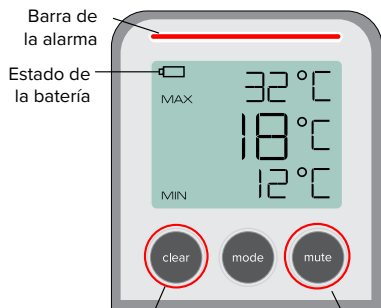 Barra de
la alarma
Estado de
la batería
MAX 32°C
18°C
MIN 12°C
clear mode mute